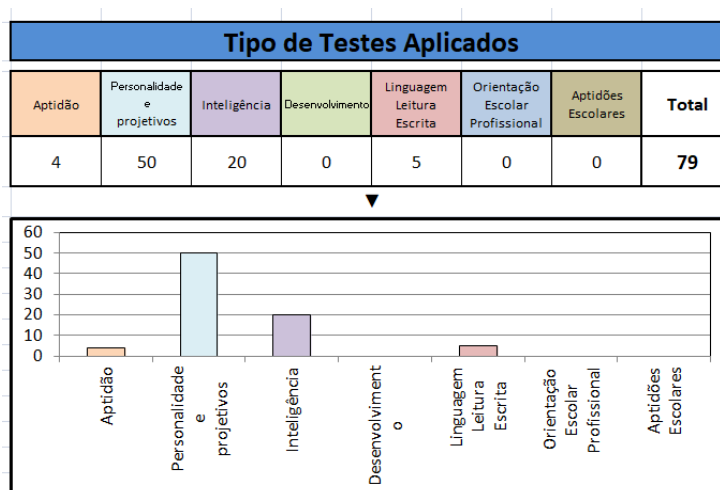 Tipo de Testes Aplicados
Aptidão
Personalidade
e
projetivos
Inteligência
Desenvolvimento
Linguagem
Leitura
Escrita
Orientação
Escolar
Profissional
Aptidões
Escolares
Total
4
50
20
0
5
0
0
79
60
50
40
30
20
10
0
Aptidão
Personalidade
e
projetivos
Inteligência
Desenvolviment
o
Linguagem
Leitura
Escrita
Orientação
Escolar
Profissional
Aptidões
Escolares